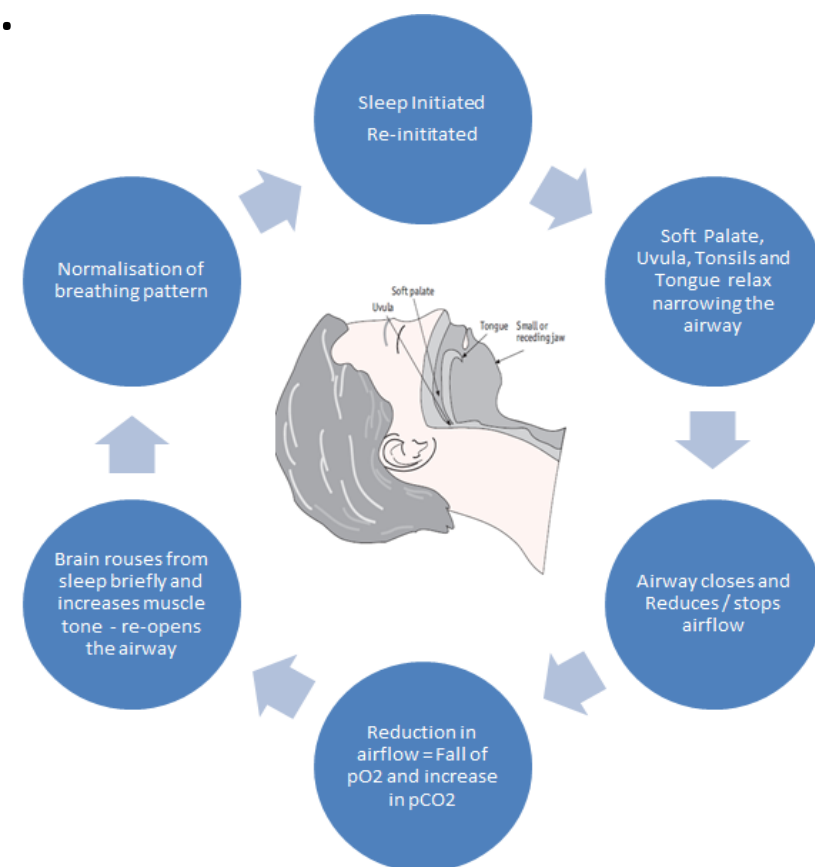 Sleep Initiated
Re-inititated
Soft Palate,
Uvula, Tonsils and
Tongue relax
narrowing the
airway
Airway closes and
Reduces / stops
airflow
Reduction in
airflow = Fall of
pO2 and increase
in pCO2
Brain rouses from
sleep briefly and
increases muscle
tone - re-opens
the airway
Normalisation of
breathing pattern
Soft palate
Uvula
Tongue
Small or
receding jaw